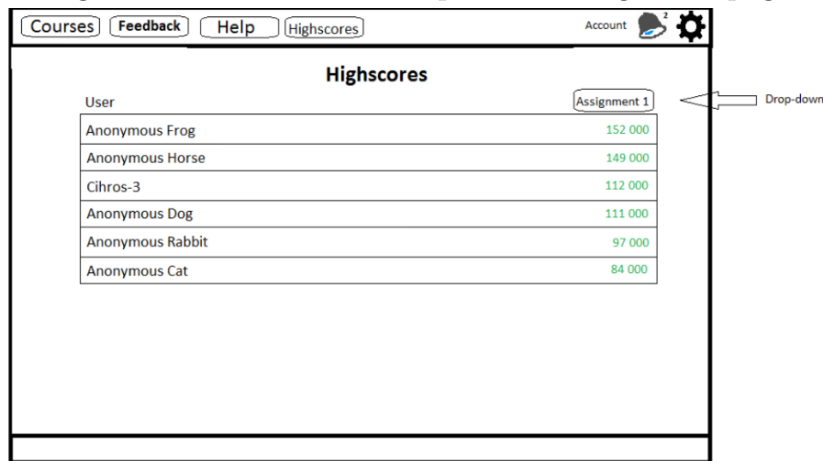 Courses Feedback Help Highscores Account 2
Highscores
User Assignment 1 Drop-down
Anonymous Frog 152 000
Anonymous Horse 149 000
Cihros-3 112 000
Anonymous Dog 111 000
Anonymous Rabbit 97 000
Anonymous Cat 84 000